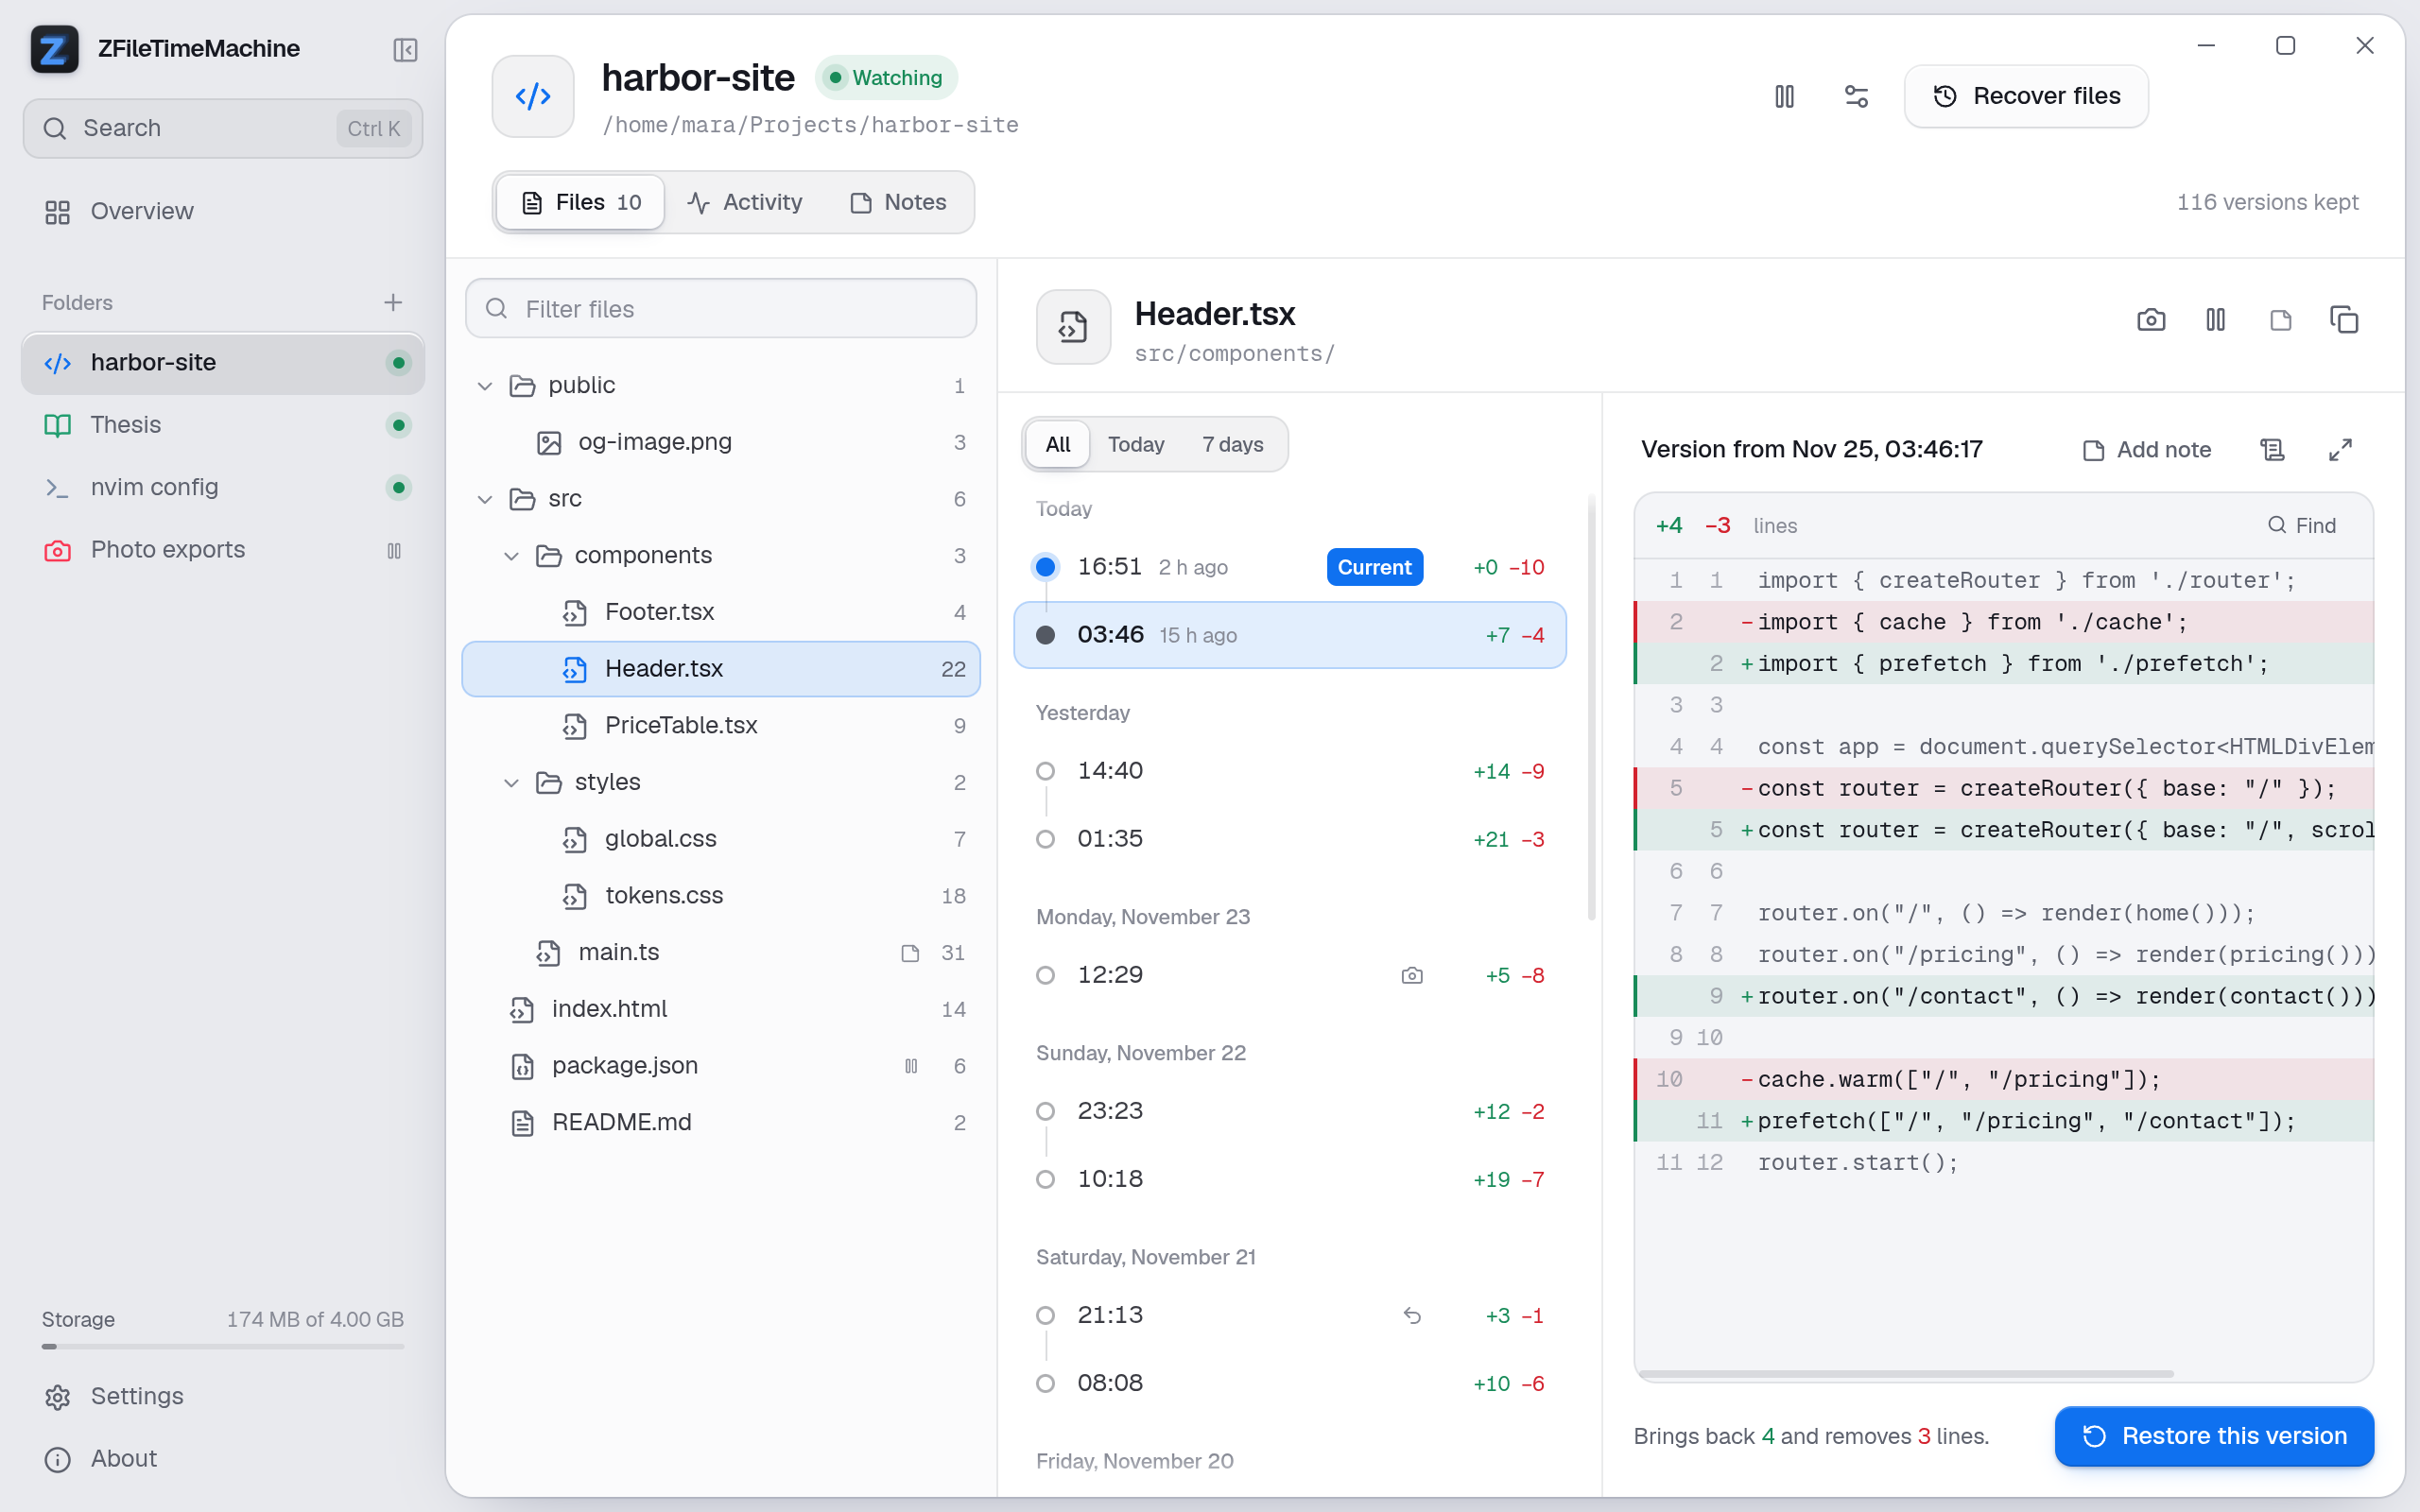 ZFileTimeMachine
Search Ctrl K
Overview
Folders
harbor-site
Thesis
nvim config
Photo exports
Storage 174 MB of 4.00 GB
Settings
About
harbor-site Watching
/home/mara/Projects/harbor-site
Recover files
Files 10 Activity Notes
116 versions kept
Filter files
public 1
og-image.png 3
src 6
components 3
Footer.tsx 4
Header.tsx 22
PriceTable.tsx 9
styles 2
global.css 7
tokens.css 18
main.ts 31
index.html 14
package.json 6
README.md 2
Header.tsx
src/components/
All Today 7 days
Today
16:51 2 h ago Current +0 −10
03:46 15 h ago +7 −4
Yesterday
14:40 +14 −9
01:35 +21 −3
Monday, November 23
12:29 +5 −8
Sunday, November 22
23:23 +12 −2
10:18 +19 −7
Saturday, November 21
21:13 +3 −1
08:08 +10 −6
Friday, November 20
Version from Nov 25, 03:46:17 Add note
+4 −3 lines Find
1 1 import { createRouter } from './router';
2 −import { cache } from './cache';
2 +import { prefetch } from './prefetch';
3 3
4 4 const app = document.querySelector<HTMLDivElem
5 −const router = createRouter({ base: "/" });
5 +const router = createRouter({ base: "/", scrol
6 6
7 7 router.on("/", () => render(home()));
8 8 router.on("/pricing", () => render(pricing()))
9 +router.on("/contact", () => render(contact()))
9 10
10 −cache.warm(["/", "/pricing"]);
11 +prefetch(["/", "/pricing", "/contact"]);
11 12 router.start();
Brings back 4 and removes 3 lines.
Restore this version